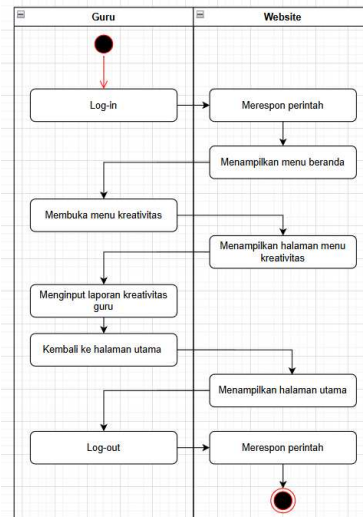 Guru
Website
Log-in
Merespon perintah
Menampilkan menu beranda
Membuka menu kreativitas
Menampilkan halaman menu
kreativitas
Menginput laporan kreativitas
guru
Kembali ke halaman utama
Menampilkan halaman utama
Log-out
Merespon perintah